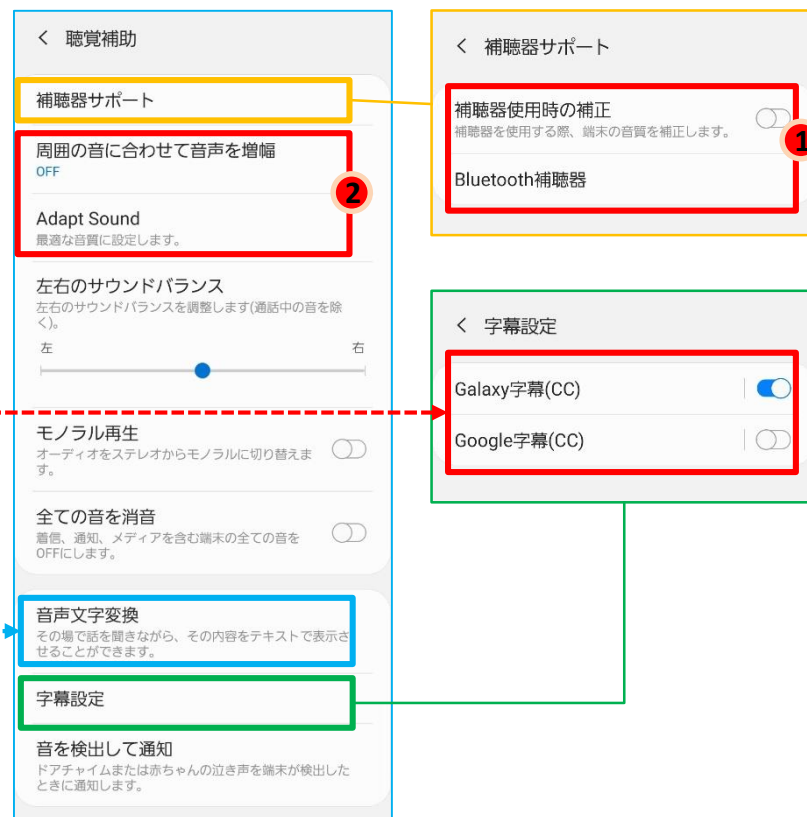 聴覚補助
補聴器サポート
周囲の音に合わせて音声を増幅
OFF
2
Adapt Sound
最適な音質に設定します。
左右のサウンドバランス
左右のサウンドバランスを調整します(通話中の音を除
く)。
左 右
モノラル再生
オーディオをステレオからモノラルに切り替えま
す。
全ての音を消音
着信、通知、メディアを含む端末の全ての音を
OFFにします。
音声文字変換
その場で話を聞きながら、その内容をテキストで表示さ
せることができます。
字幕設定
音を検出して通知
ドアチャイムまたは赤ちゃんの泣き声を端末が検出した
ときに通知します。
補聴器サポート
補聴器使用時の補正
補聴器を使用する際、端末の音質を補正します。
1
Bluetooth補聴器
字幕設定
Galaxy字幕(CC)
Google字幕(CC)